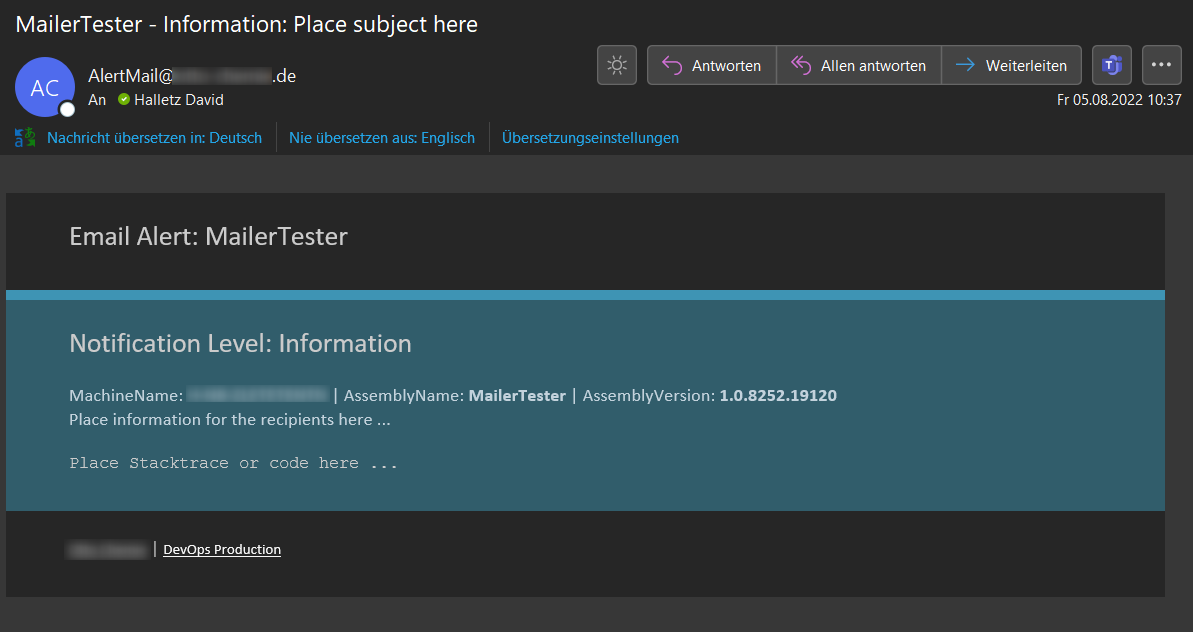 MailerTester - Information: Place subject here
AC
AlertMail@ .de
An Halletz David
Antworten
Allen antworten
Weiterleiten
Fr 05.08.2022 10:37
Nachricht übersetzen in: Deutsch
Nie übersetzen aus: Englisch
Übersetzungseinstellungen
Email Alert: MailerTester
Notification Level: Information
MachineName: | AssemblyName: MailerTester | AssemblyVersion: 1.0.8252.19120
Place information for the recipients here ...
Place Stacktrace or code here ...
| DevOps Production